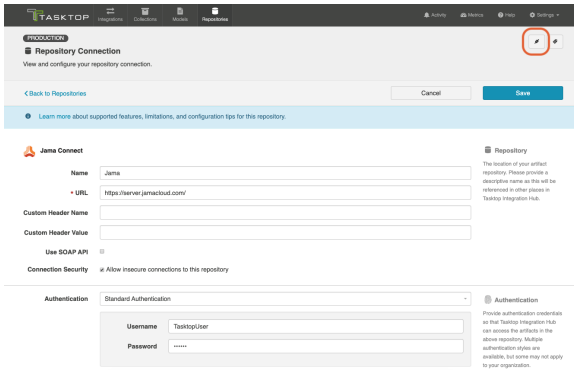 TASKTOP
Integrations
Collections
Models
Repositories
Activity
Metrics
Help
Settings
PRODUCTION
Repository Connection
View and configure your repository connection.
Back to Repositories
Cancel
Save
Learn more about supported features, limitations, and configuration tips for this repository.
Jama Connect
Repository
The location of your artifact
repository. Please provide a
descriptive name as this will be
referenced in other places in
Tasktop Integration Hub.
Name
Jama
* URL
https://server.jamacloud.com/
Custom Header Name
Custom Header Value
Use SOAP API
Connection Security
Allow insecure connections to this repository
Authentication
Standard Authentication
Authentication
Provide authentication credentials
so that Tasktop Integration Hub
can access the artifacts in the
above repository. Multiple
authentication styles are
available, but some may not apply
to your organization.
Username
TasktopUser
Password
••••••